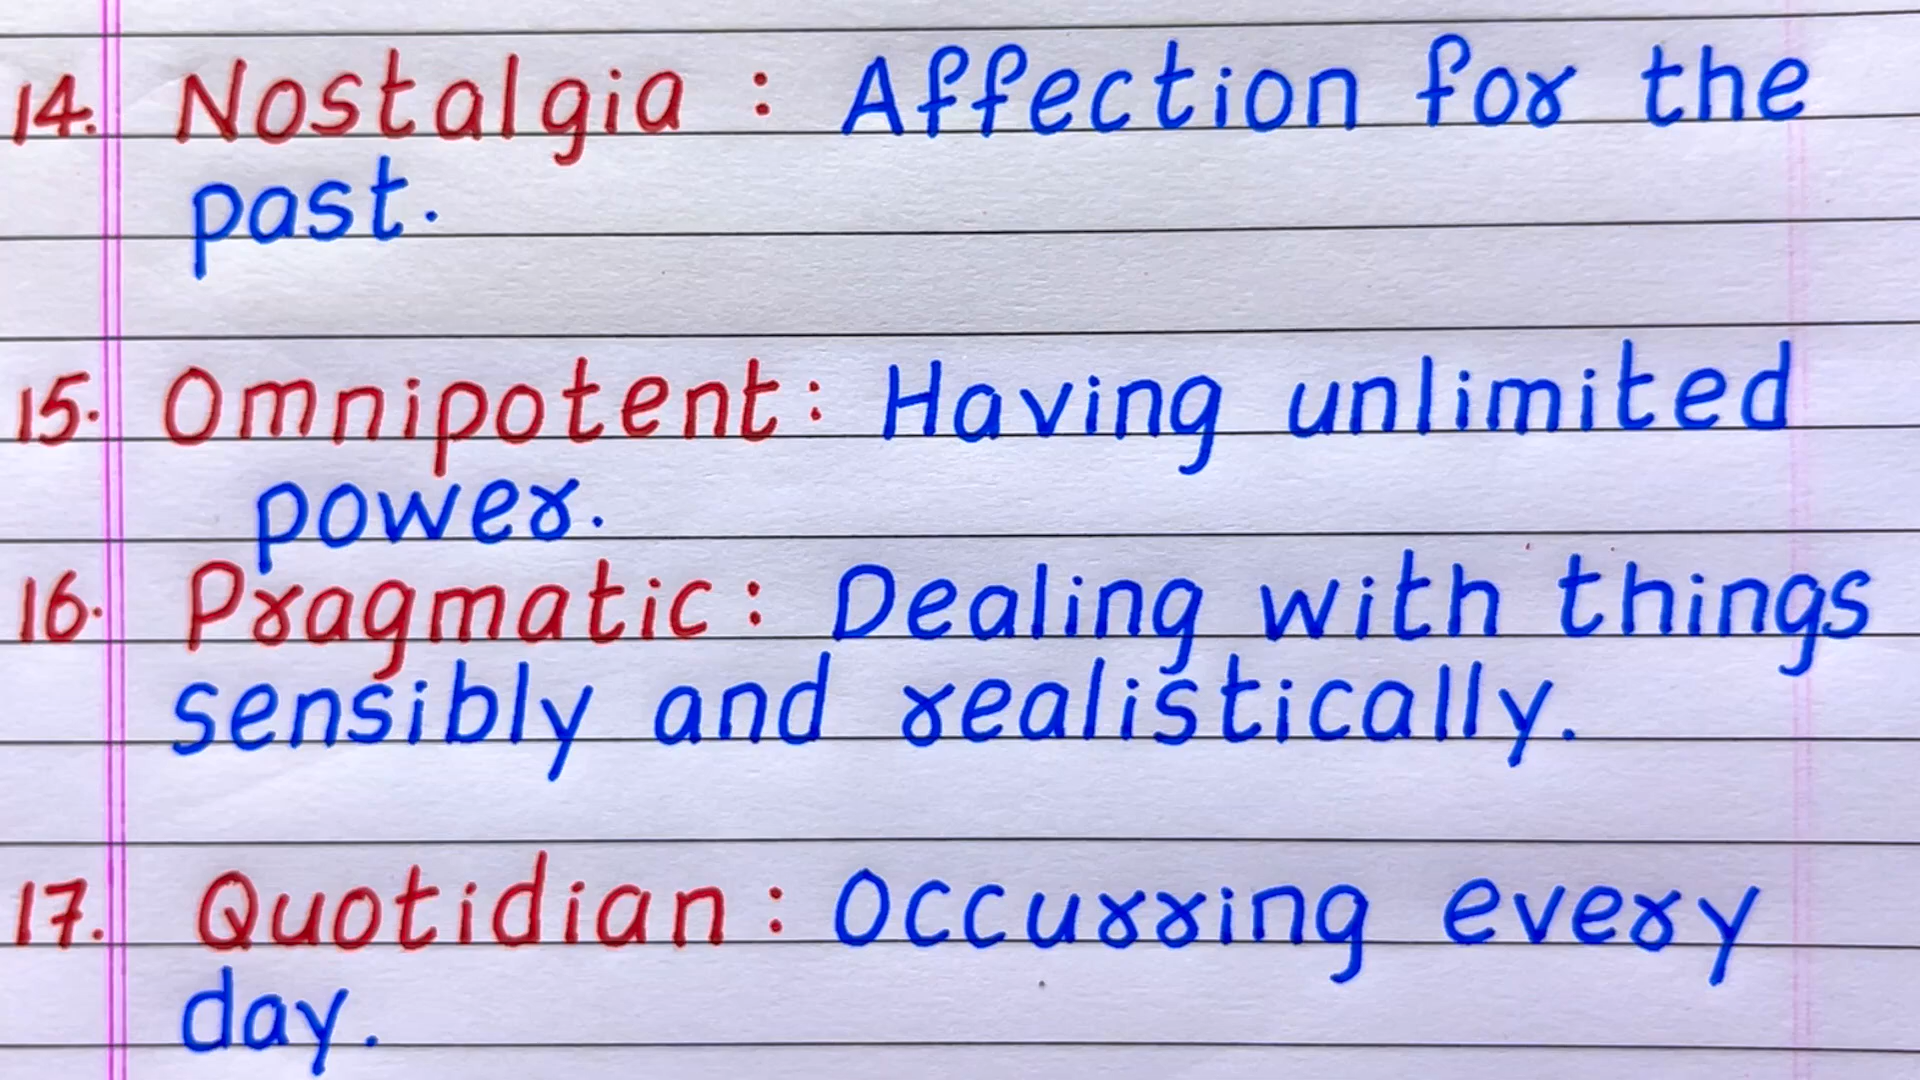 14. Nostalgia : Affection for the
past.
15. Omnipotent : Having unlimited
power.
16. Pragmatic : Dealing with things
sensibly and realistically.
17. Quotidian : Occurring every
day.